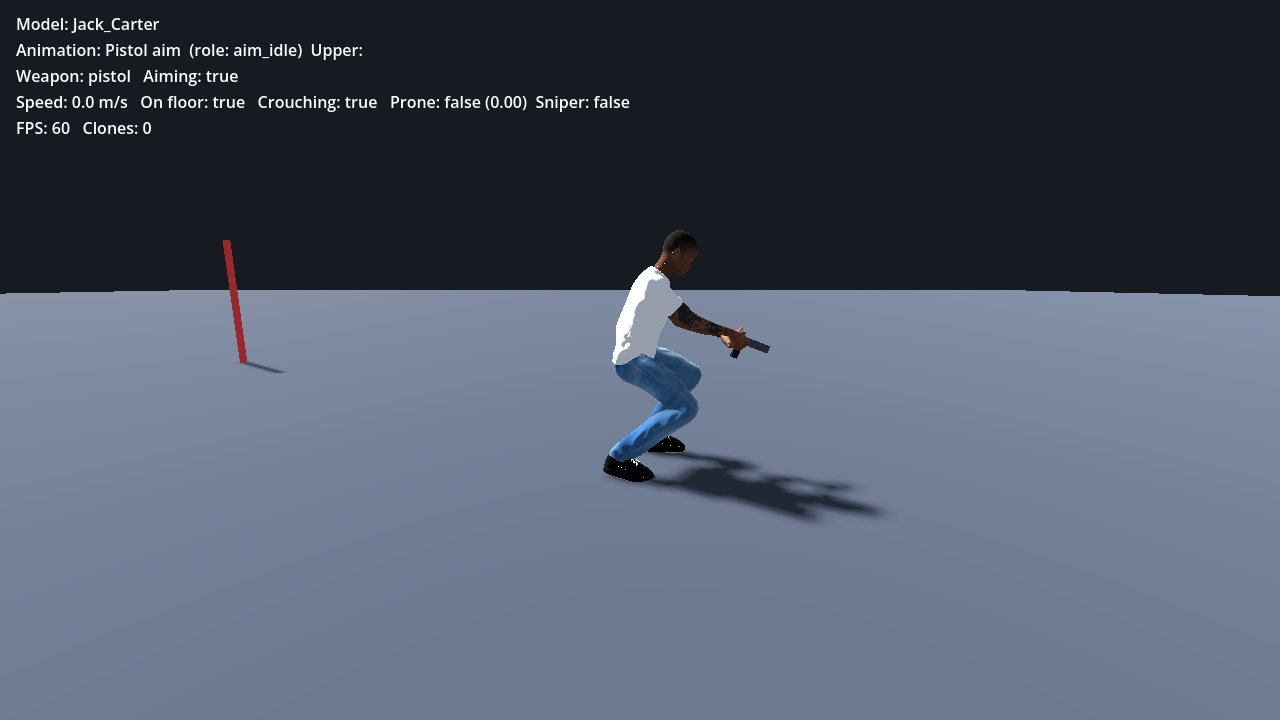 Model: Jack_Carter
Animation: Pistol aim  (role: aim_idle)  Upper:
Weapon: pistol   Aiming: true
Speed: 0.0 m/s   On floor: true   Crouching: true   Prone: false (0.00)  Sniper: false
FPS: 60   Clones: 0